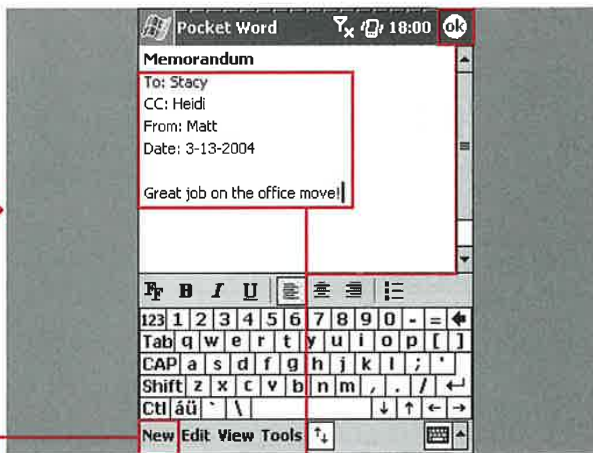 Pocket Word 18:00 ok
Memorandum
To: Stacy
CC: Heidi
From: Matt
Date: 3-13-2004
Great job on the office move!
FF B I U
123 1 2 3 4 5 6 7 8 9 0 - =
Tab q w e r t y u i o p [ ]
CAP a s d f g h j k l ; '
Shift z x c v b n m , . /
Ctl áü ` \ ↓ ↑ ← →
New Edit View Tools